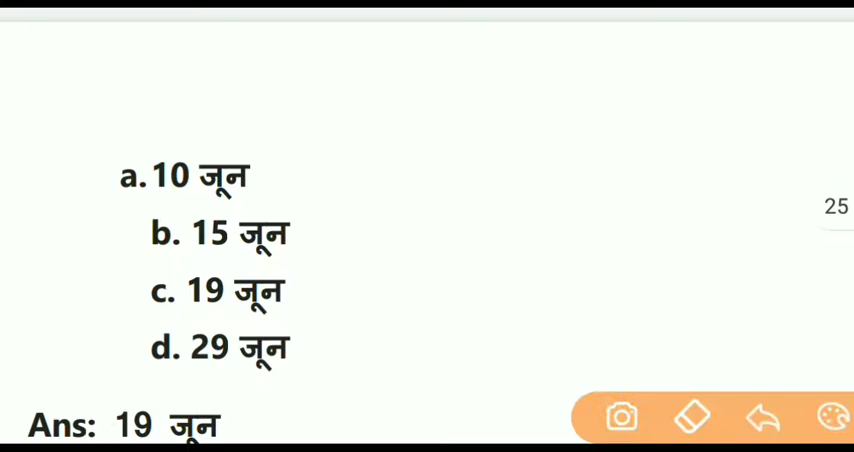 a. 10 जून
25
b. 15 जून
c. 19 जून
d. 29 जून
Ans: 19 जून